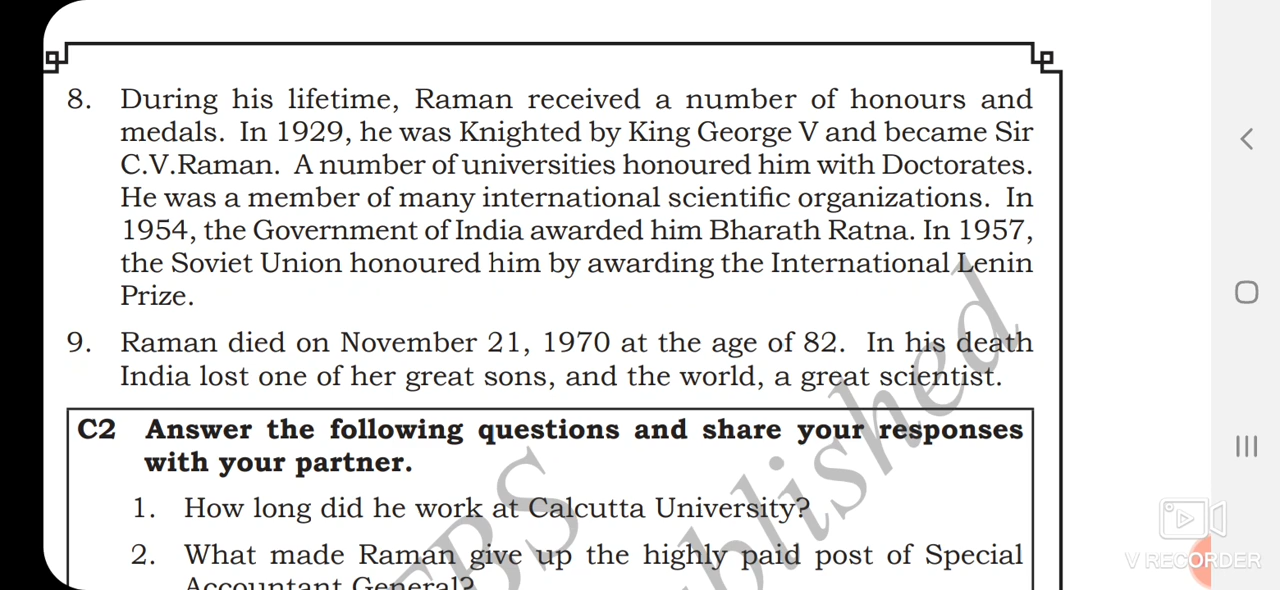 8. During his lifetime, Raman received a number of honours and
medals. In 1929, he was Knighted by King George V and became Sir
C.V.Raman. A number of universities honoured him with Doctorates.
He was a member of many international scientific organizations. In
1954, the Government of India awarded him Bharath Ratna. In 1957,
the Soviet Union honoured him by awarding the International Lenin
Prize.
9. Raman died on November 21, 1970 at the age of 82. In his death
India lost one of her great sons, and the world, a great scientist.
C2 Answer the following questions and share your responses
with your partner.
1. How long did he work at Calcutta University?
2. What made Raman give up the highly paid post of Special
Accountant General?
V RECORDER